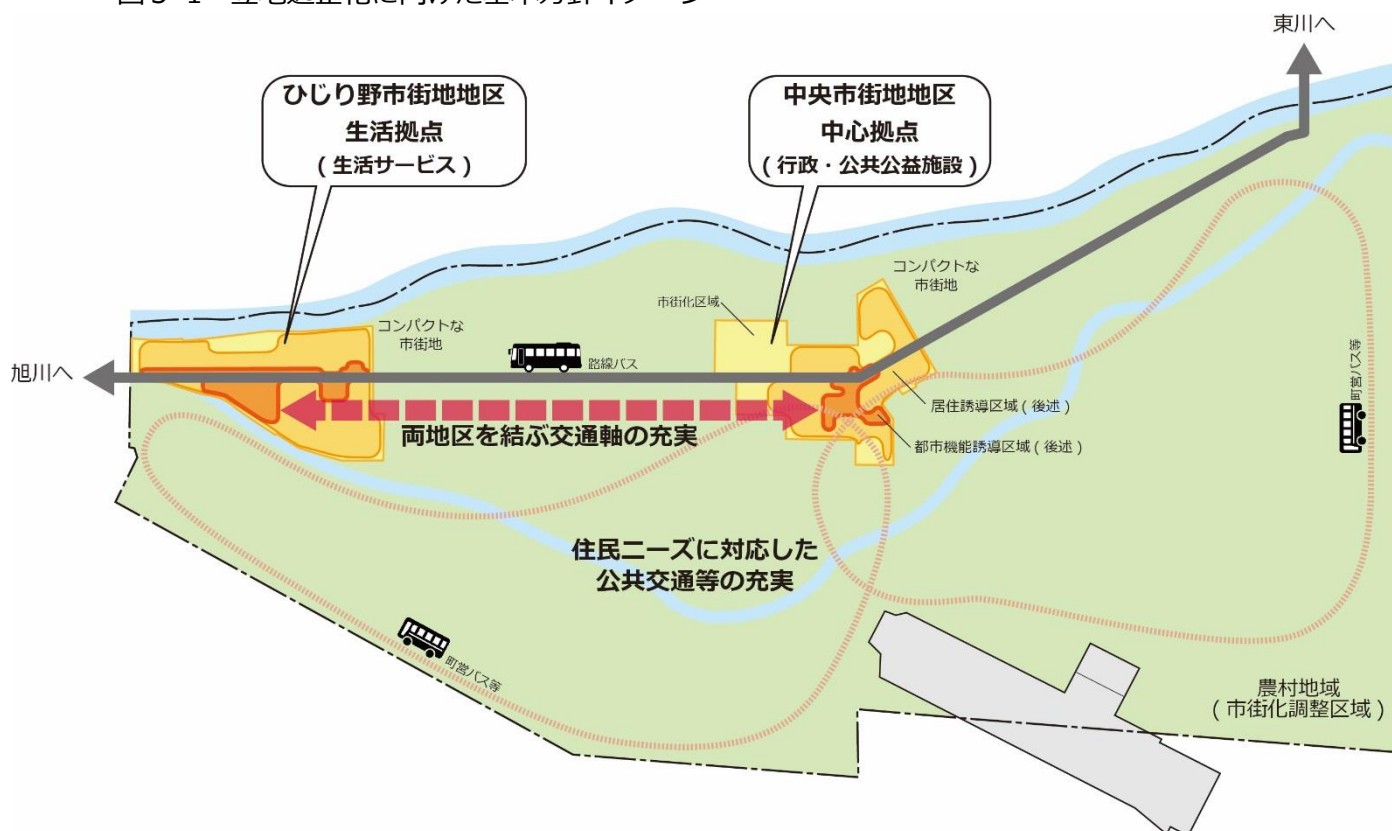 東川へ
ひじり野市街地地区
生活拠点
(生活サービス)
中央市街地地区
中心拠点
(行政・公共公益施設)
コンパクトな
市街地
市街化区域
コンパクトな
市街地
旭川へ
路線バス
居住誘導区域(後述)
両地区を結ぶ交通軸の充実
都市機能誘導区域(後述)
町営バス等
住民ニーズに対応した
公共交通等の充実
町営バス等
農村地域
(市街化調整区域)